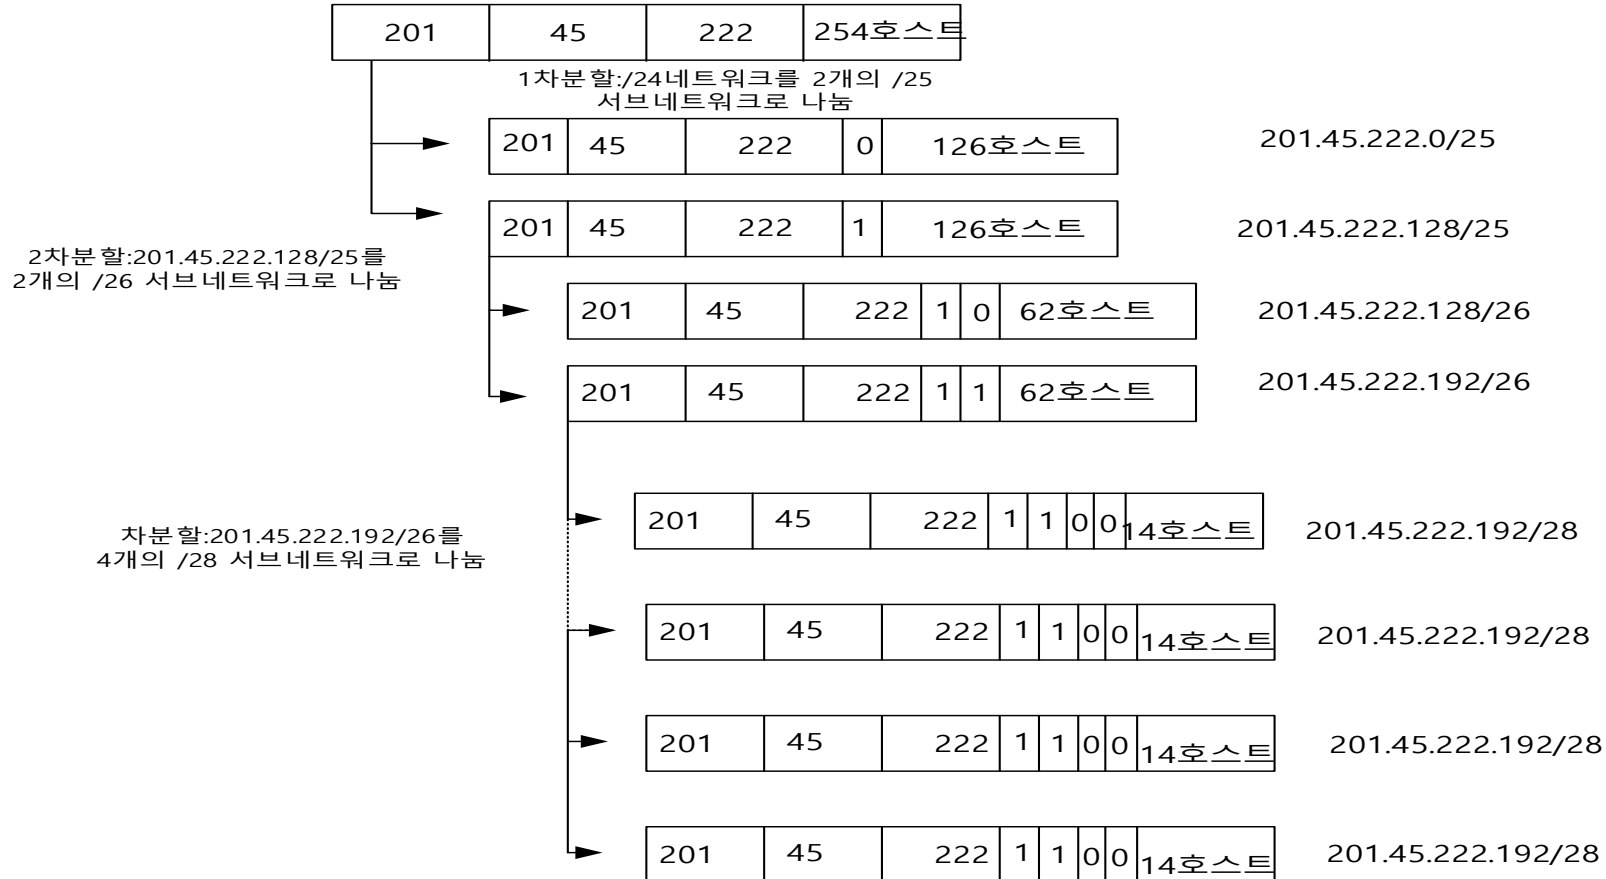 201 45 222 254호스트
1차분할:/24네트워크를 2개의 /25
서브네트워크로 나눔
201 45 222 0 126호스트 201.45.222.0/25
201 45 222 1 126호스트 201.45.222.128/25
2차분할:201.45.222.128/25를
2개의 /26 서브네트워크로 나눔
201 45 222 1 0 62호스트 201.45.222.128/26
201 45 222 1 1 62호스트 201.45.222.192/26
차분할:201.45.222.192/26를
4개의 /28 서브네트워크로 나눔
201 45 222 1 1 0 0 14호스트 201.45.222.192/28
201 45 222 1 1 0 0 14호스트 201.45.222.192/28
201 45 222 1 1 0 0 14호스트 201.45.222.192/28
201 45 222 1 1 0 0 14호스트 201.45.222.192/28